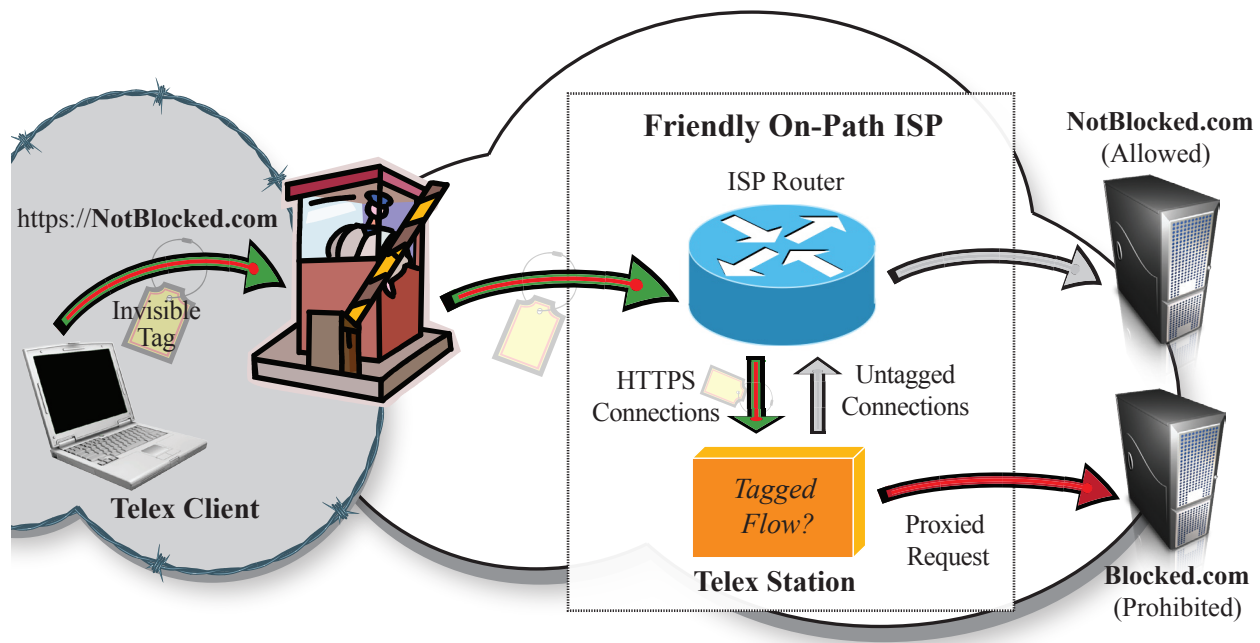 https://NotBlocked.com
Invisible
Tag
Telex Client
Friendly On-Path ISP
ISP Router
HTTPS
Connections
Untagged
Connections
Tagged
Flow?
Telex Station
Proxied
Request
NotBlocked.com
(Allowed)
Blocked.com
(Prohibited)